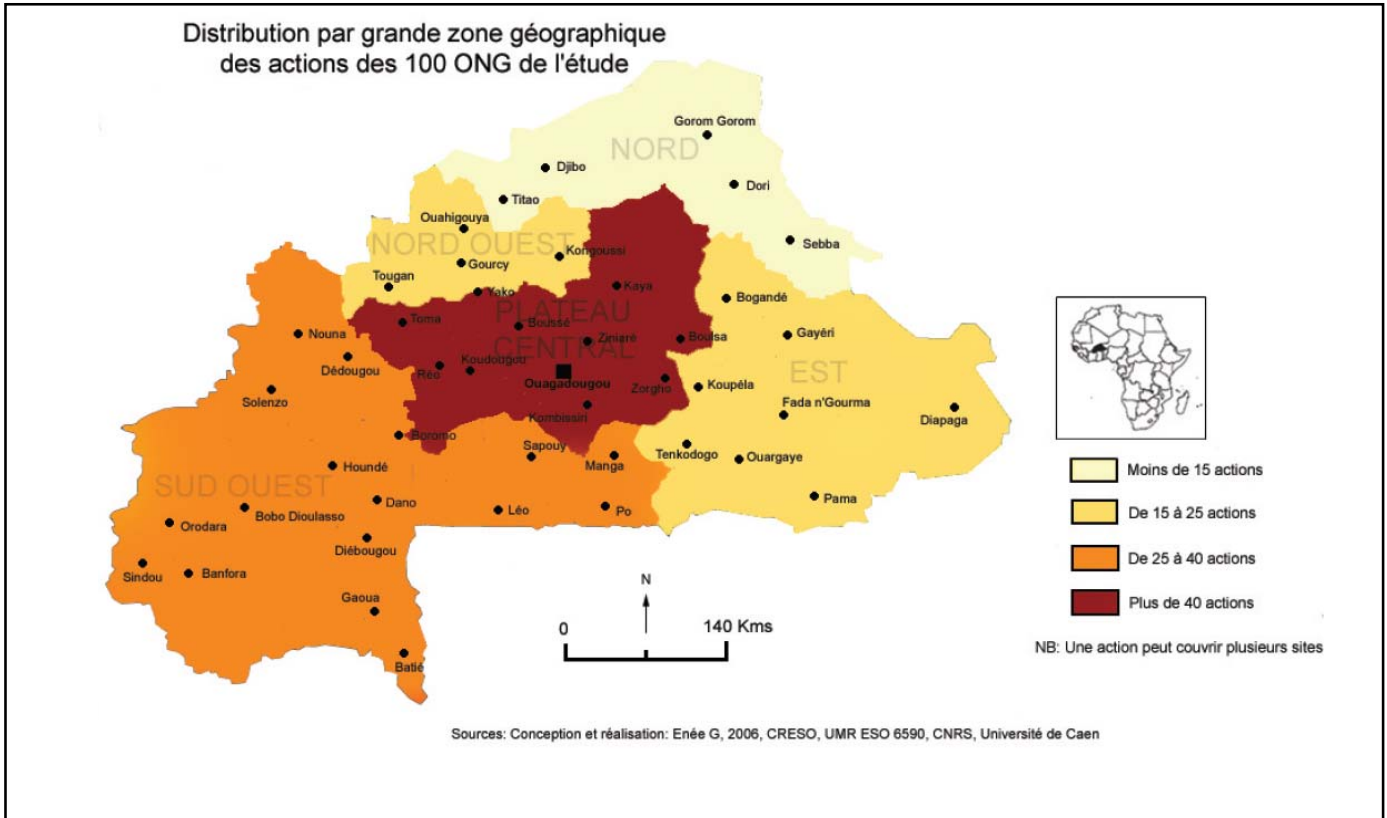 Distribution par grande zone géographique
des actions des 100 ONG de l'étude
Gorom Gorom
NORD
Djibo
Dori
Titao
Ouahigouya
Sebba
NORD OUEST
Kongoussi
Gourcy
Tougan
Kaya
Yako
Bogandé
PLATEAU
CENTRAL
Toma
Boussé
Nouna
Ziniaré
Boulsa
Gayéri
Dédougou
Koudougou
Réo
EST
Ouagadougou
Zorgho
Koupéla
Solenzo
Fada n'Gourma
Kombissiri
Diapaga
Boromo
Sapouy
Tenkodogo
Manga
Ouargaye
Houndé
SUD OUEST
Dano
Pama
Bobo Dioulasso
Léo
Po
Orodara
Diébougou
Sindou
Banfora
Gaoua
Batié
N
0
140 Kms
Moins de 15 actions
De 15 à 25 actions
De 25 à 40 actions
Plus de 40 actions
NB: Une action peut couvrir plusieurs sites
Sources: Conception et réalisation: Enée G, 2006, CRESO, UMR ESO 6590, CNRS, Université de Caen